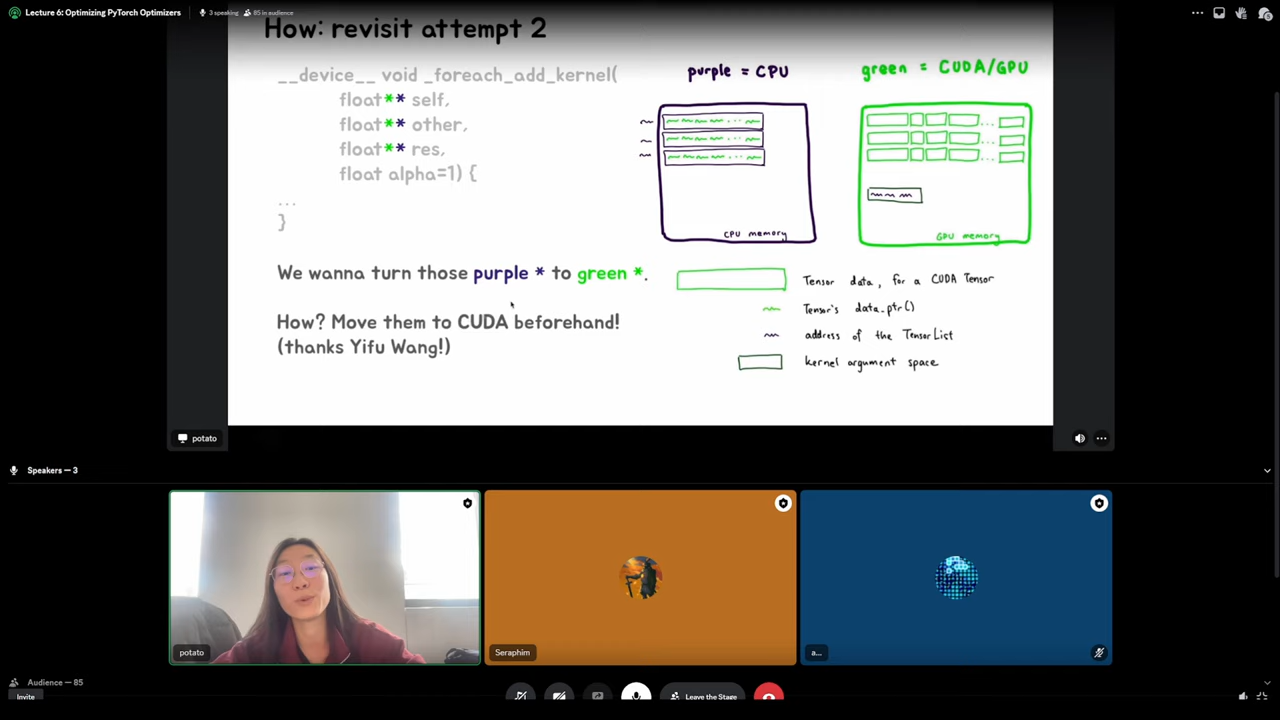 Lecture 6: Optimizing PyTorch Optimizers
3 speaking
85 in audience
How: revisit attempt 2
__device__ void _foreach_add_kernel(
float** self,
float** other,
float** res,
float alpha=1) {
...
}
We wanna turn those purple * to green *.
How? Move them to CUDA beforehand!
(thanks Yifu Wang!)
purple = CPU
green = CUDA/GPU
CPU memory
GPU memory
Tensor data, for a CUDA Tensor
Tensor's data_ptr()
address of the TensorList
kernel argument space
potato
Speakers — 3
potato
Seraphim
a...
Audience — 85
Invite
Leave the Stage